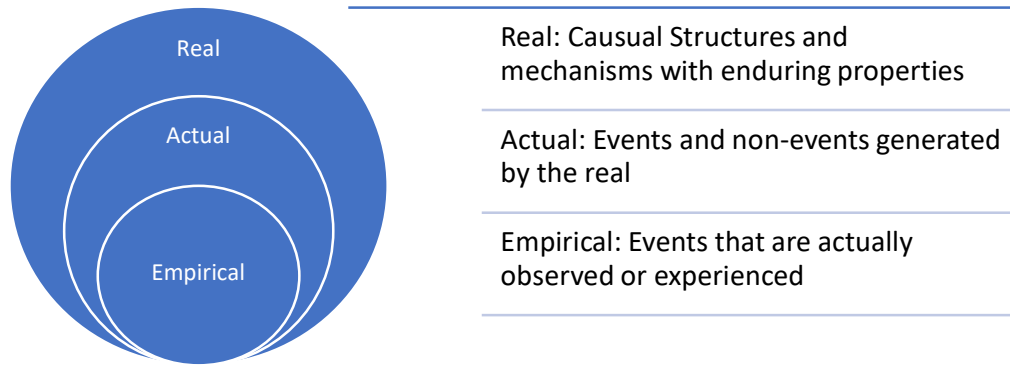 Real
Actual
Empirical
Real: Causual Structures and
mechanisms with enduring properties
Actual: Events and non-events generated
by the real
Empirical: Events that are actually
observed or experienced